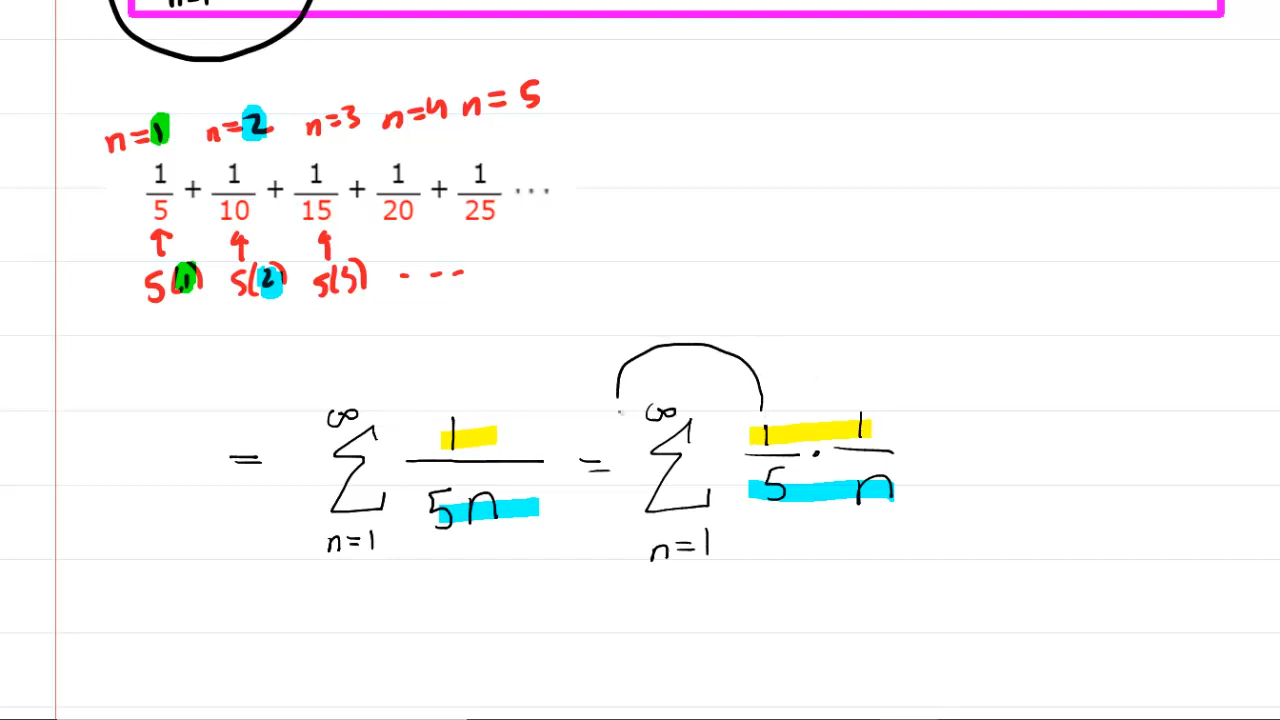 n=1 n=2 n=3 n=4 n=5
1/5 + 1/10 + 1/15 + 1/20 + 1/25 ...
5(1) 5(2) 5(3) ...
= ∞∑n=1 1/5n = ∞∑n=1 1/5 · 1/n